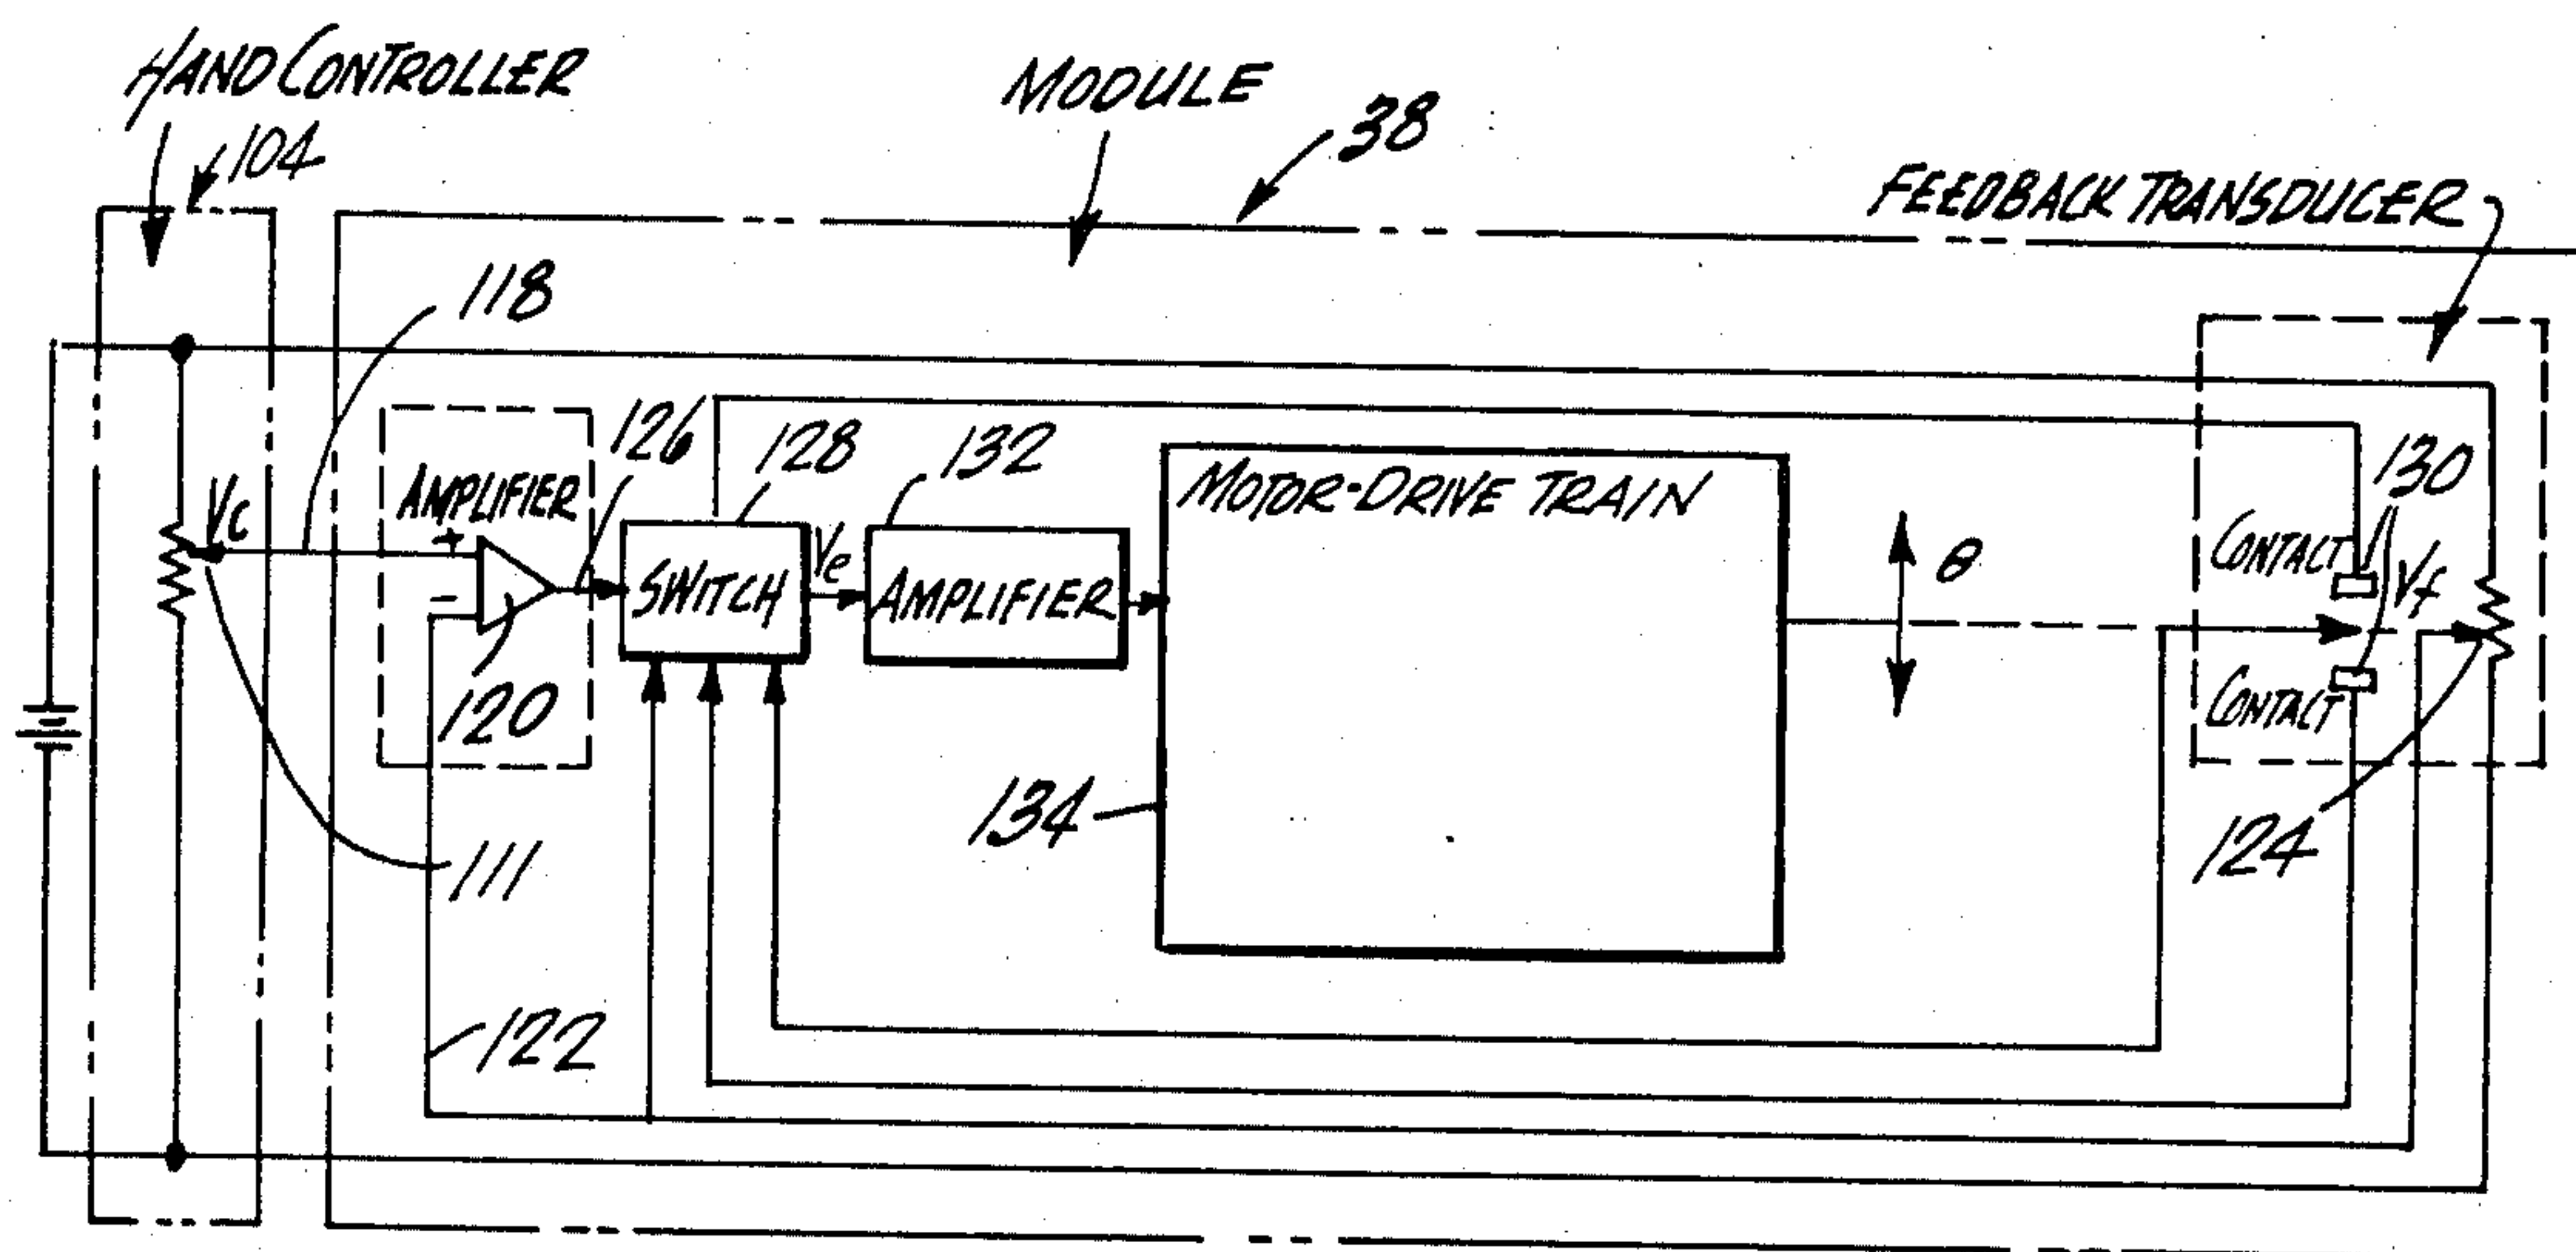 HAND CONTROLLER
104
MODULE
38
FEEDBACK TRANSDUCER
118
126
128
132
130
Vc
AMPLIFIER
+
-
120
SWITCH
Ve
AMPLIFIER
MOTOR-DRIVE TRAIN
θ
CONTACT
Vf
CONTACT
134
124
111
122